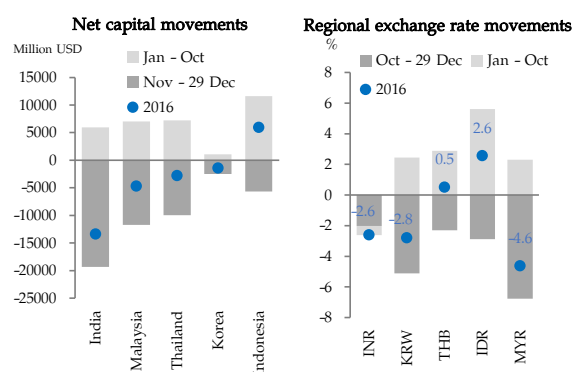 Net capital movements
Million USD
Jan - Oct
Nov - 29 Dec
2016
15000
10000
5000
0
-5000
-10000
-15000
-20000
-25000
India
Malaysia
Thailand
Korea
Indonesia
Regional exchange rate movements
%
Oct - 29 Dec
Jan - Oct
2016
8
6
4
2
0
-2
-4
-6
-8
-2.6
-2.8
0.5
2.6
-4.6
INR
KRW
THB
IDR
MYR